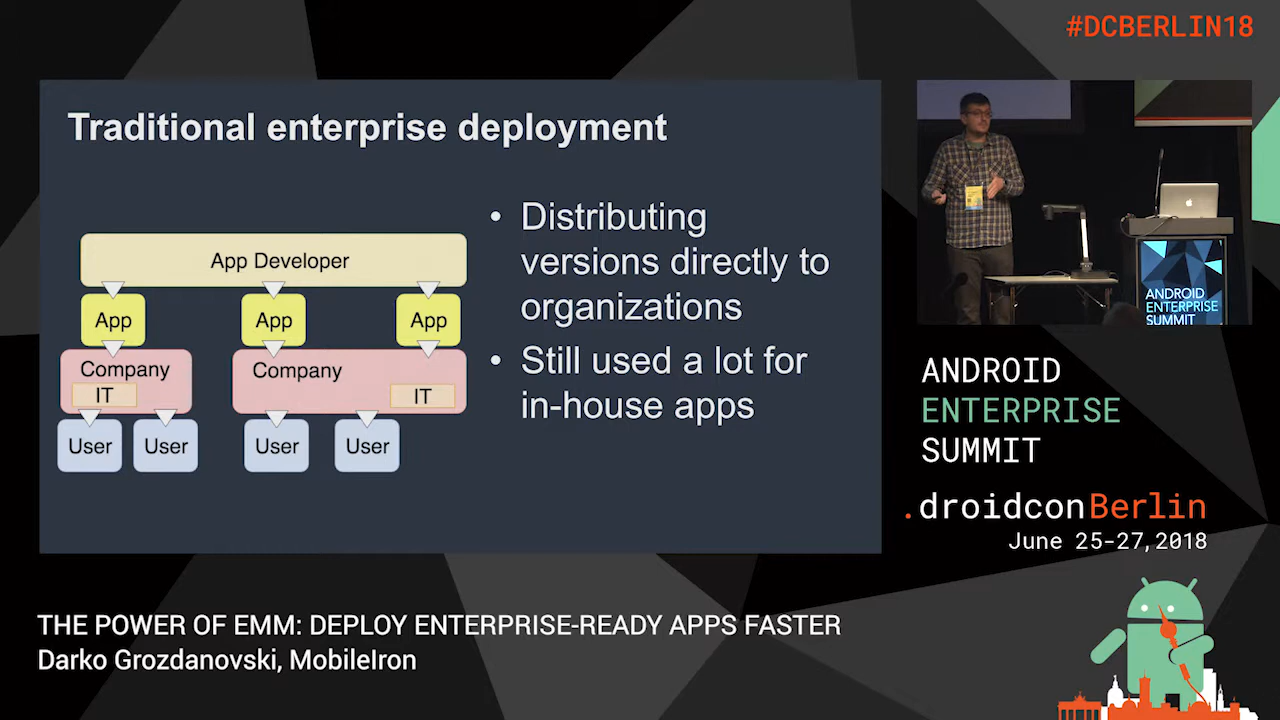 #DCBERLIN18
Traditional enterprise deployment
App Developer
App
App
App
Company
IT
Company
IT
User
User
User
User
• Distributing
versions directly to
organizations
• Still used a lot for
in-house apps
ANDROID
ENTERPRISE
SUMMIT
ANDROID
ENTERPRISE
SUMMIT
.droidconBerlin
June 25-27,2018
THE POWER OF EMM: DEPLOY ENTERPRISE-READY APPS FASTER
Darko Grozdanovski, MobileIron